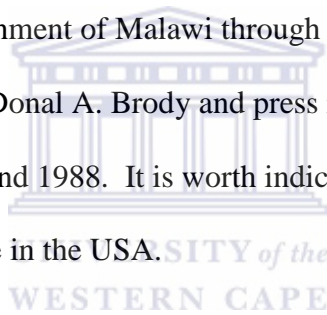 nment of Malawi through
Donal A. Brody and press
nd 1988. It is worth indic
e in the USA.
UNIVERSITY of the
WESTERN CAPE